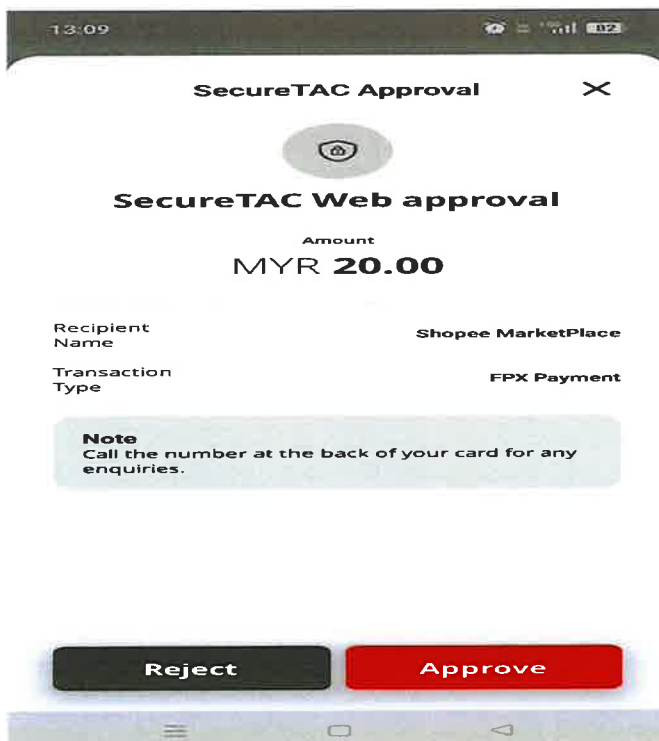 13:09
SecureTAC Approval
SecureTAC Web approval
Amount
MYR 20.00
Recipient
Name
Shopee MarketPlace
Transaction
Type
FPX Payment
Note
Call the number at the back of your card for any
enquiries.
Reject
Approve